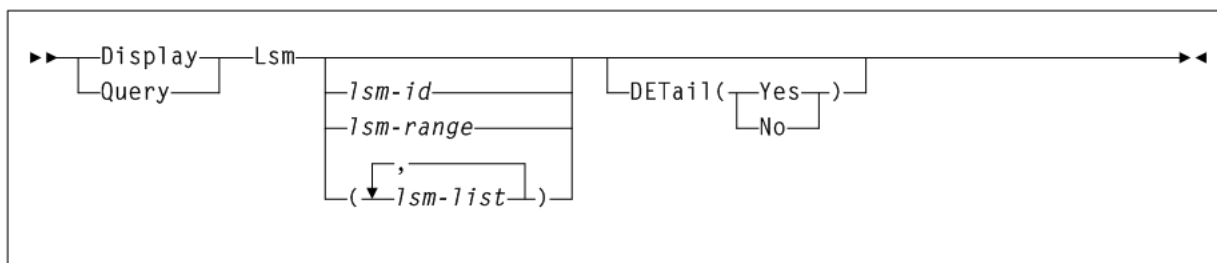 Display Lsm
Query lsm-id DETail( Yes )
lsm-range No
,
( lsm-list )